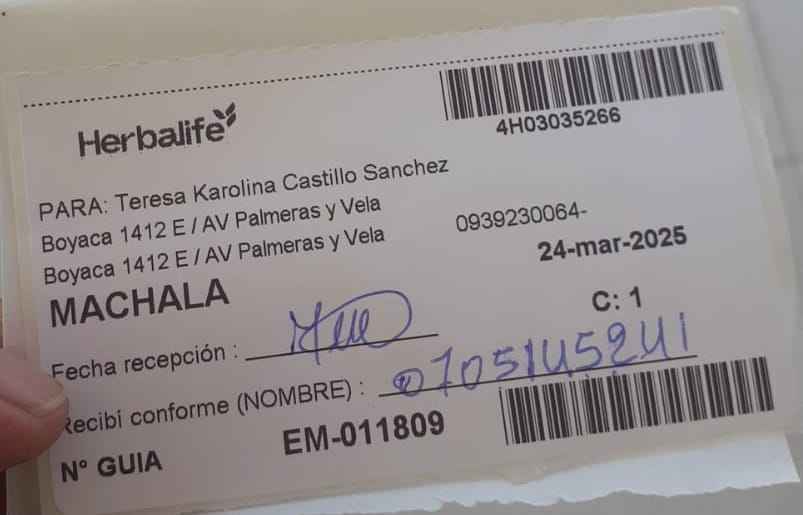 Herbalife
4H03035266
PARA: Teresa Karolina Castillo Sanchez
Boyaca 1412 E / AV Palmeras y Vela
0939230064-
Boyaca 1412 E / AV Palmeras y Vela
24-mar-2025
MACHALA
C: 1
Fecha recepción :
Recibi conforme (NOMBRE) : 0705145241
N° GUIA EM-011809